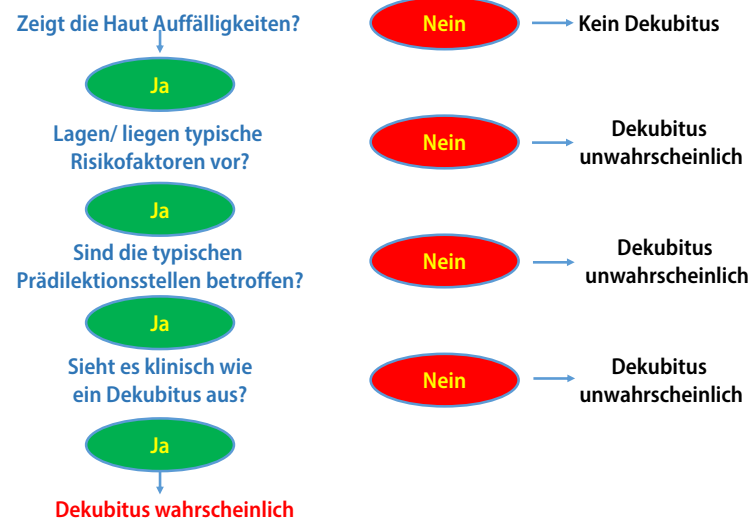 Zeigt die Haut Auffälligkeiten?
Nein
Kein Dekubitus
Ja
Lagen/ liegen typische
Risikofaktoren vor?
Nein
Dekubitus
unwahrscheinlich
Ja
Sind die typischen
Prädilektionsstellen betroffen?
Nein
Dekubitus
unwahrscheinlich
Ja
Sieht es klinisch wie
ein Dekubitus aus?
Nein
Dekubitus
unwahrscheinlich
Ja
Dekubitus wahrscheinlich